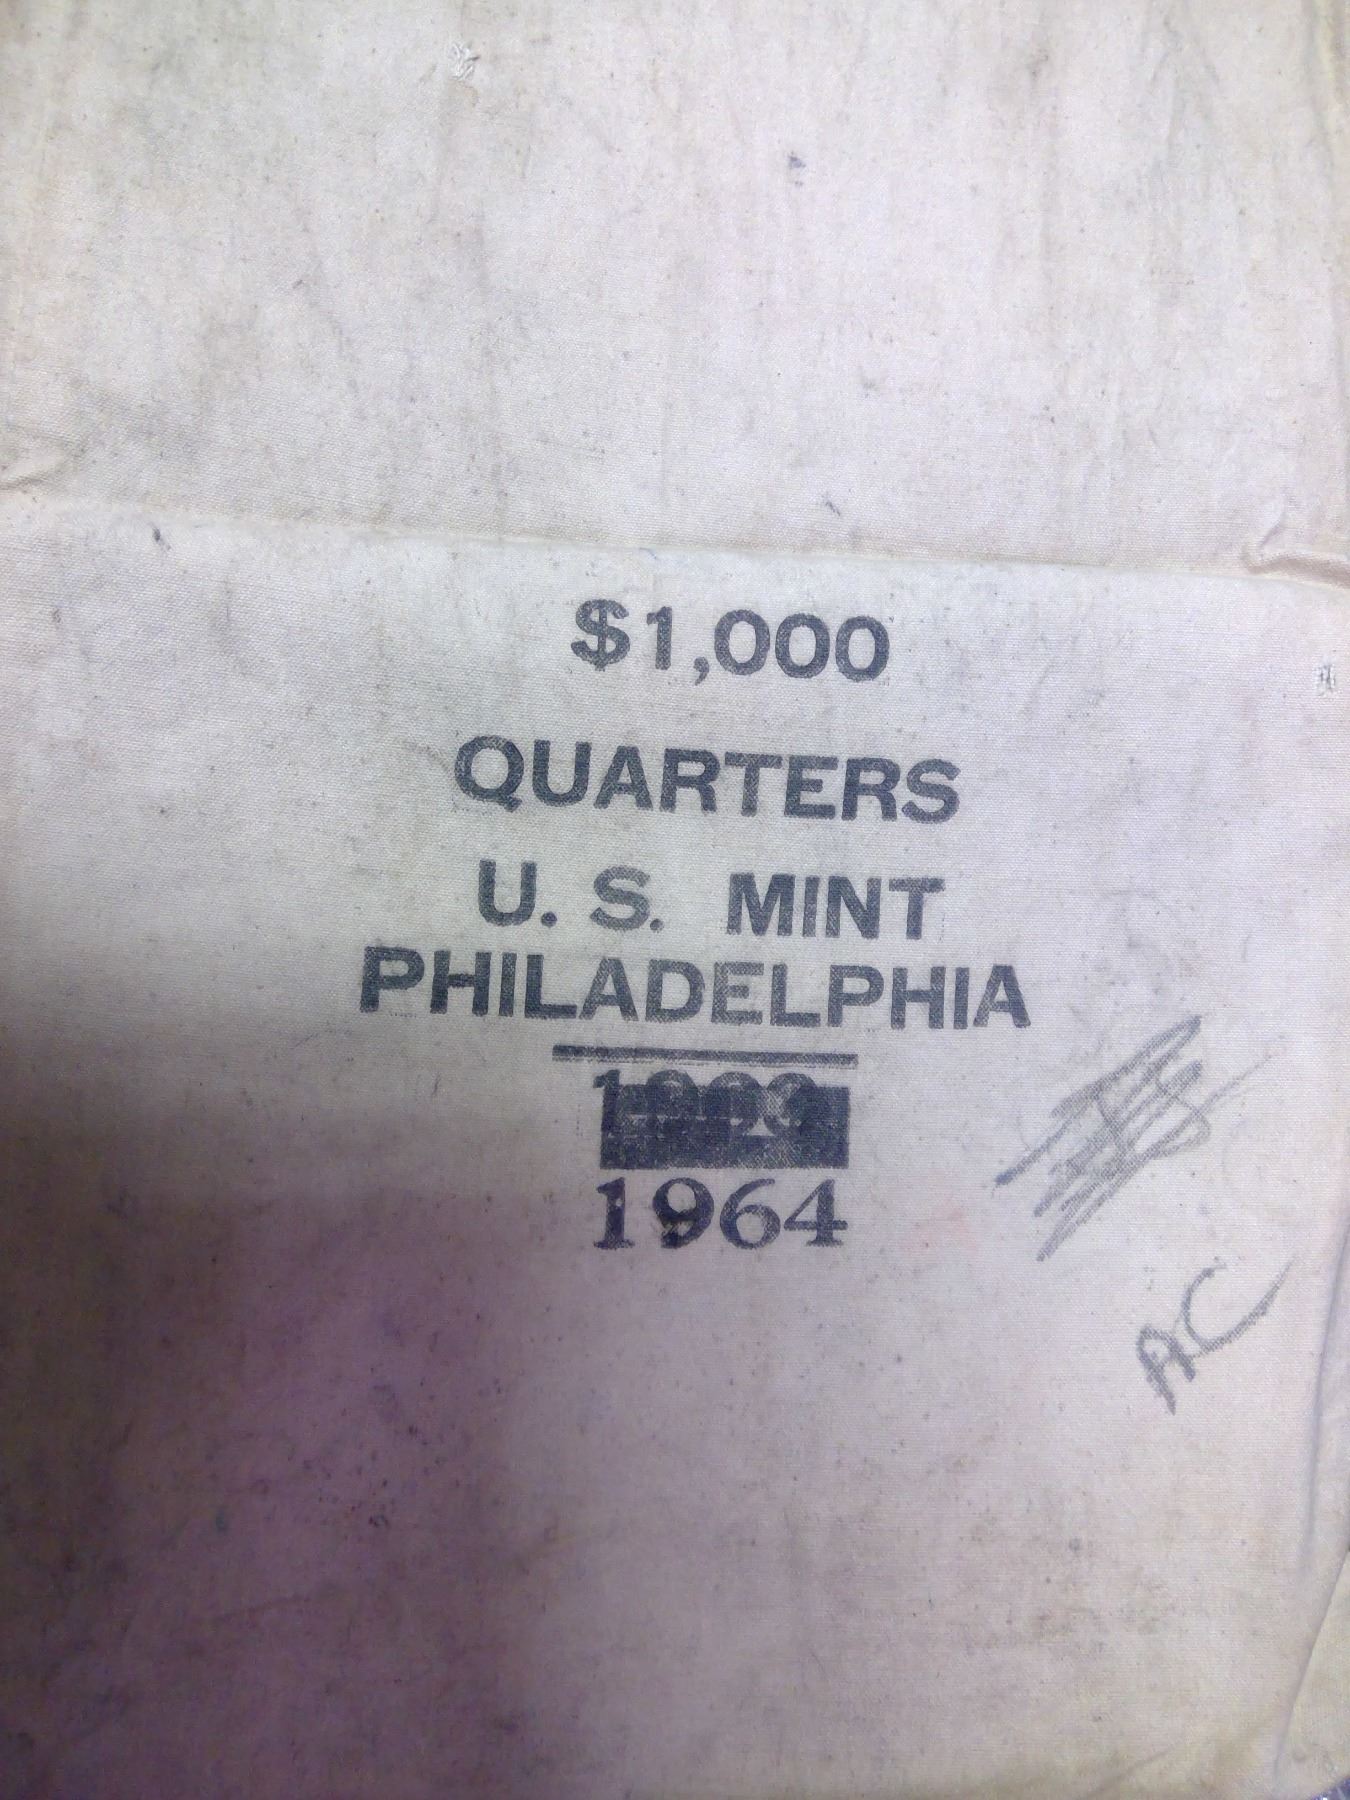 $1,000
QUARTERS
U. S. MINT
PHILADELPHIA
1964
AC